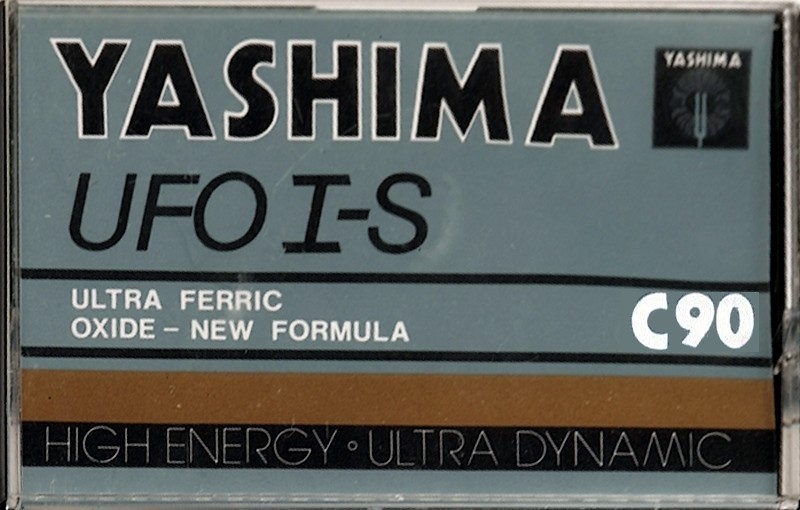 YASHIMA
YASHIMA
UFO I-S
ULTRA FERRIC
OXIDE – NEW FORMULA
C90
HIGH ENERGY • ULTRA DYNAMIC